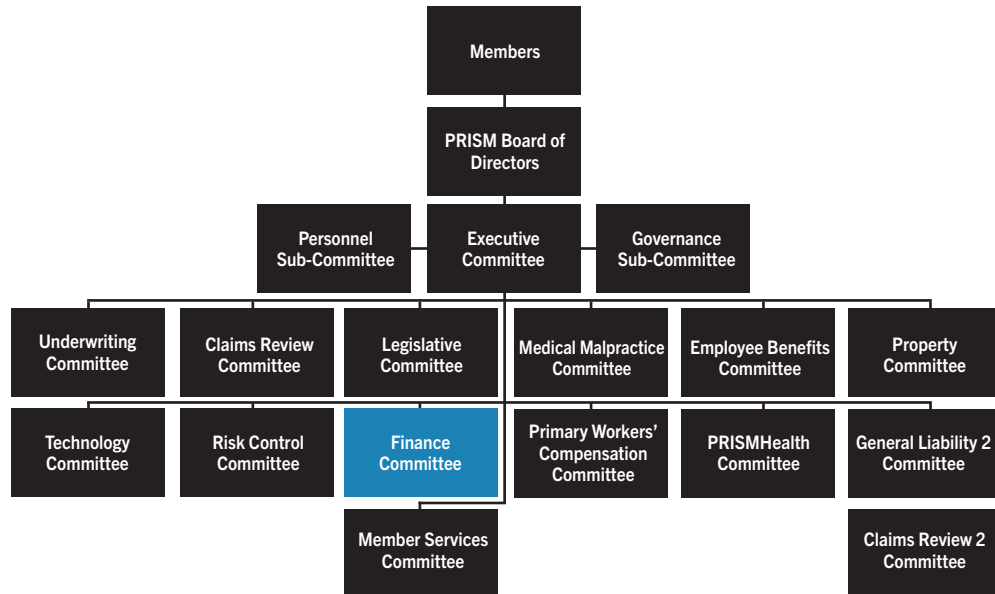 Members
PRISM Board of
Directors
Personnel
Sub-Committee
Executive
Committee
Governance
Sub-Committee
Underwriting
Committee
Claims Review
Committee
Legislative
Committee
Medical Malpractice
Committee
Employee Benefits
Committee
Property
Committee
Technology
Committee
Risk Control
Committee
Finance
Committee
Primary Workers'
Compensation
Committee
PRISMHealth
Committee
General Liability 2
Committee
Member Services
Committee
Claims Review 2
Committee